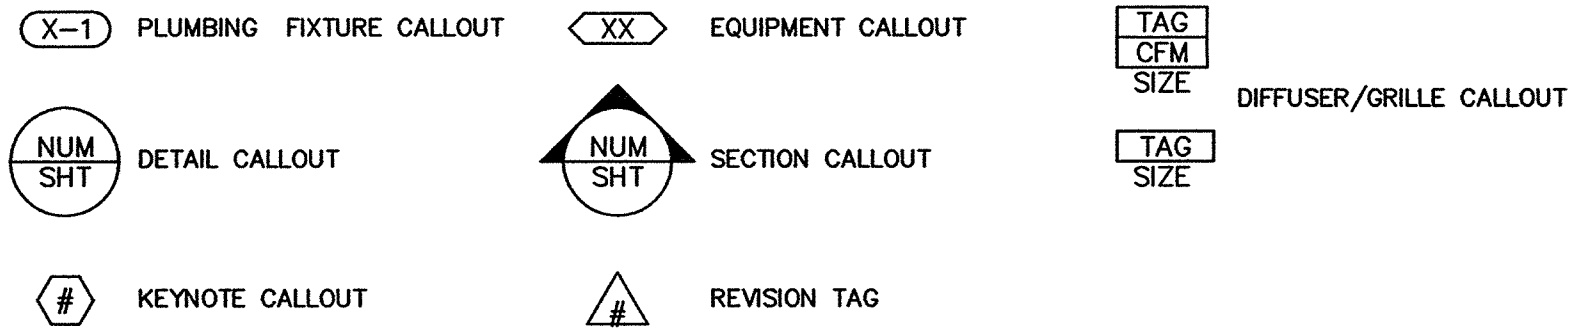 X-1 PLUMBING FIXTURE CALLOUT
XX EQUIPMENT CALLOUT
TAG
CFM
SIZE
DIFFUSER/GRILLE CALLOUT
NUM
SHT
DETAIL CALLOUT
NUM
SHT
SECTION CALLOUT
TAG
SIZE
# KEYNOTE CALLOUT
# REVISION TAG